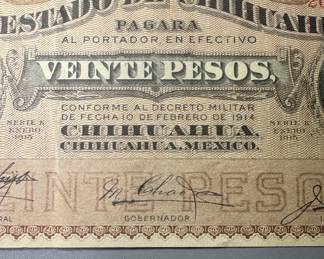 ESTADO DE CHIHUAHUA
PAGARA
AL PORTADOR EN EFECTIVO
VEINTE PESOS,
CONFORME AL DECRETO MILITAR
DE FECHA 10 DE FEBRERO DE 1914
SERIE K
ENERO
1915
CHIHUAHUA,
CHIHUAHUA, MEXICO.
SERIE K
ENERO
1915
VEINTE PESOS
GOBERNADOR